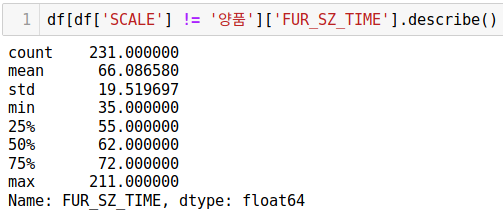 1 df[df['SCALE'] != '양품']['FUR_SZ_TIME'].describe()
count 231.000000
mean 66.086580
std 19.519697
min 35.000000
25% 55.000000
50% 62.000000
75% 72.000000
max 211.000000
Name: FUR_SZ_TIME, dtype: float64